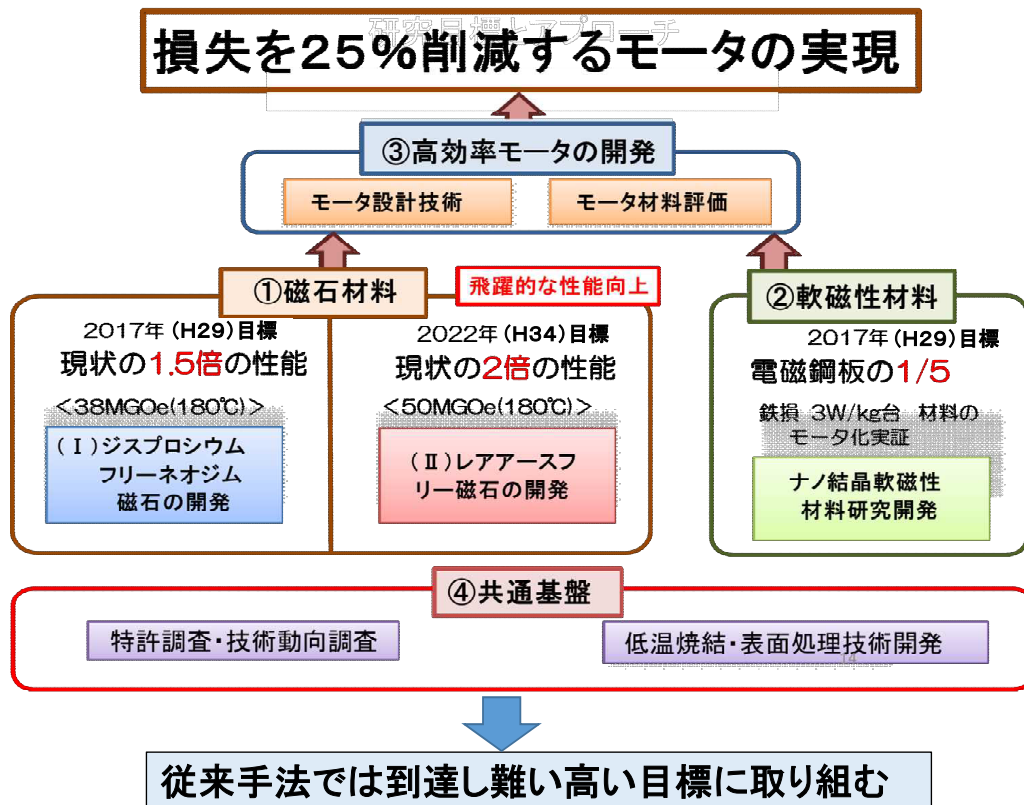 研究目標とアプローチ
損失を25%削減するモータの実現
③高効率モータの開発
モータ設計技術
モータ材料評価
①磁石材料
飛躍的な性能向上
2017年(H29)目標
現状の1.5倍の性能
<38MGOe(180℃)>
(Ⅰ)ジスプロシウム
フリーネオジム
磁石の開発
2022年(H34)目標
現状の2倍の性能
<50MGOe(180℃)>
(Ⅱ)レアアースフ
リー磁石の開発
②軟磁性材料
2017年(H29)目標
電磁鋼板の1/5
鉄損 3W/kg台 材料の
モータ化実証
ナノ結晶軟磁性
材料研究開発
④共通基盤
特許調査・技術動向調査
低温焼結・表面処理技術開発
14
従来手法では到達し難い高い目標に取り組む